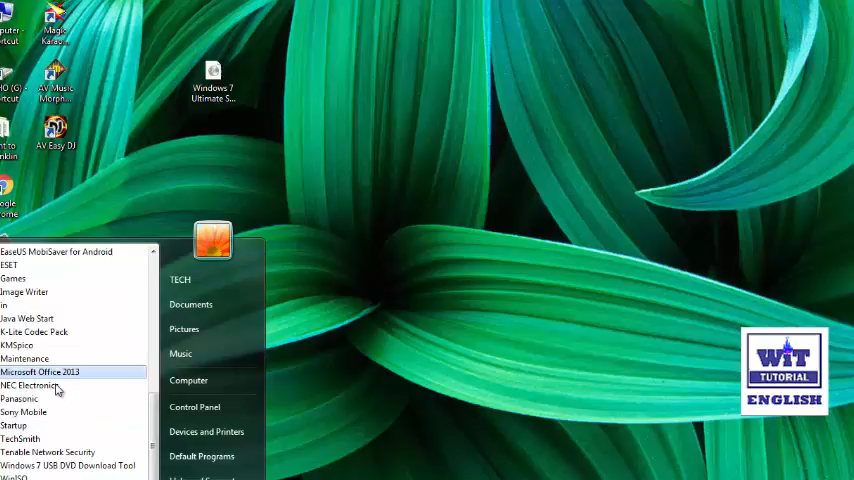 Magic
Karao...
Windows 7
Ultimate S...
AV Music
Morph...
AV Easy DJ
EaseUS MobiSaver for Android
ESET
Games
Image Writer
in
Java Web Start
K-Lite Codec Pack
KMSpico
Maintenance
Microsoft Office 2013
NEC Electronics
Panasonic
Sony Mobile
Startup
TechSmith
Tenable Network Security
Windows 7 USB DVD Download Tool
WinISO
TECH
Documents
Pictures
Music
Computer
Control Panel
Devices and Printers
Default Programs
WiT
TUTORIAL
ENGLISH